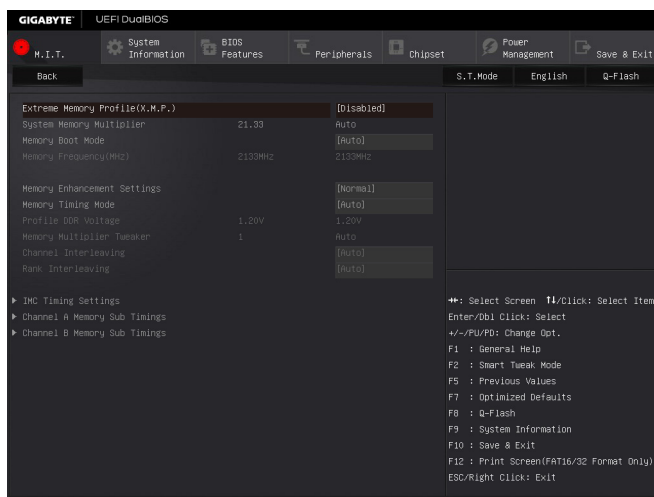 GIGABYTE™ UEFI DualBIOS
M.I.T.
System Information
BIOS Features
Peripherals
Chipset
Power Management
Save & Exit
Back
S.T.Mode English Q-Flash
Extreme Memory Profile(X.M.P.) [Disabled]
System Memory Multiplier 21.33 Auto
Memory Boot Mode [Auto]
Memory Frequency(MHz) 2133MHz 2133MHz
Memory Enhancement Settings [Normal]
Memory Timing Mode [Auto]
Profile DDR Voltage 1.20V 1.20V
Memory Multiplier Tweaker 1 Auto
Channel Interleaving [Auto]
Rank Interleaving [Auto]
IMC Timing Settings
Channel A Memory Sub Timings
Channel B Memory Sub Timings
→←: Select Screen ↑↓/Click: Select Item
Enter/Dbl Click: Select
+/-/PU/PD: Change Opt.
F1 : General Help
F2 : Smart Tweak Mode
F5 : Previous Values
F7 : Optimized Defaults
F8 : Q-Flash
F9 : System Information
F10 : Save & Exit
F12 : Print Screen(FAT16/32 Format Only)
ESC/Right Click: Exit